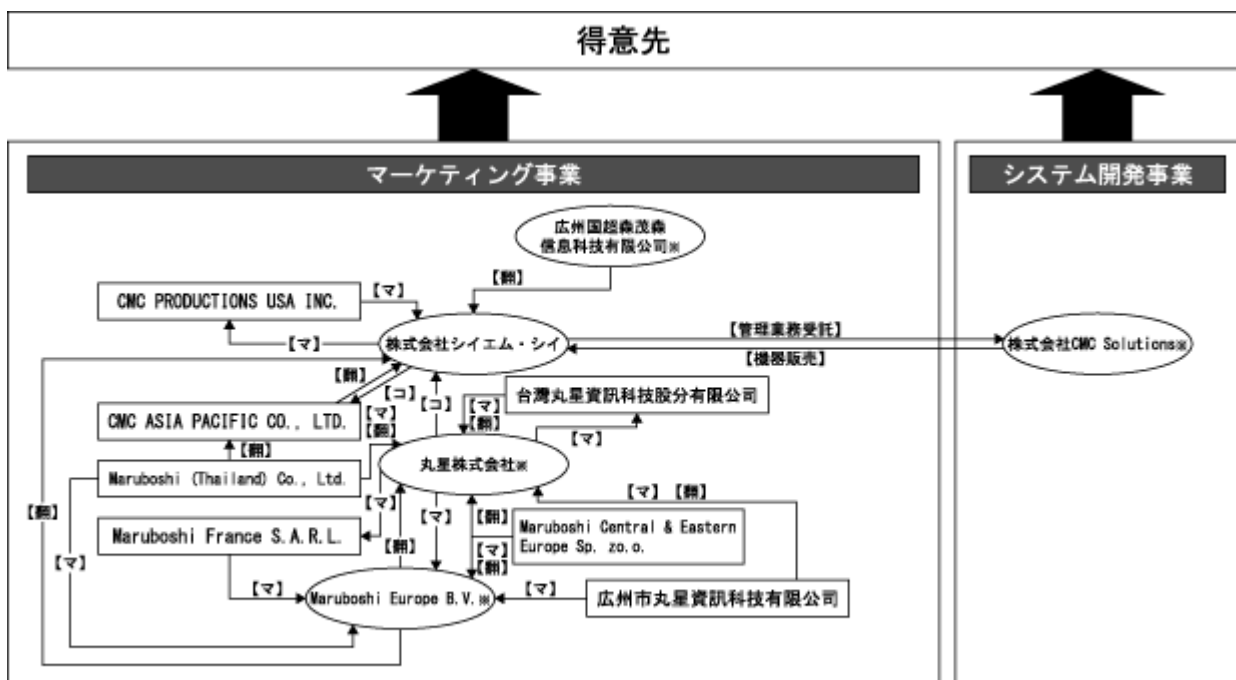 得意先
マーケティング事業
システム開発事業
広州国超森茂森
信息科技有限公司※
【翻】
CMC PRODUCTIONS USA INC.
【マ】
【マ】
株式会社シイエム・シイ
【管理業務受託】
【機器販売】
株式会社CMC Solutions※
【翻】
【コ】
【コ】
台湾丸星資訊科技股分有限公司
CMC ASIA PACIFIC CO., LTD.
【マ】
【翻】
【マ】
【翻】
【マ】
【翻】
丸星株式会社※
Maruboshi (Thailand) Co., Ltd.
【マ】【翻】
【翻】
【マ】
【マ】
【翻】
Maruboshi Central & Eastern
Europe Sp. zo.o.
Maruboshi France S.A.R.L.
【マ】
【翻】
【マ】
【翻】
【マ】
Maruboshi Europe B.V.※
【マ】
広州市丸星資訊科技有限公司